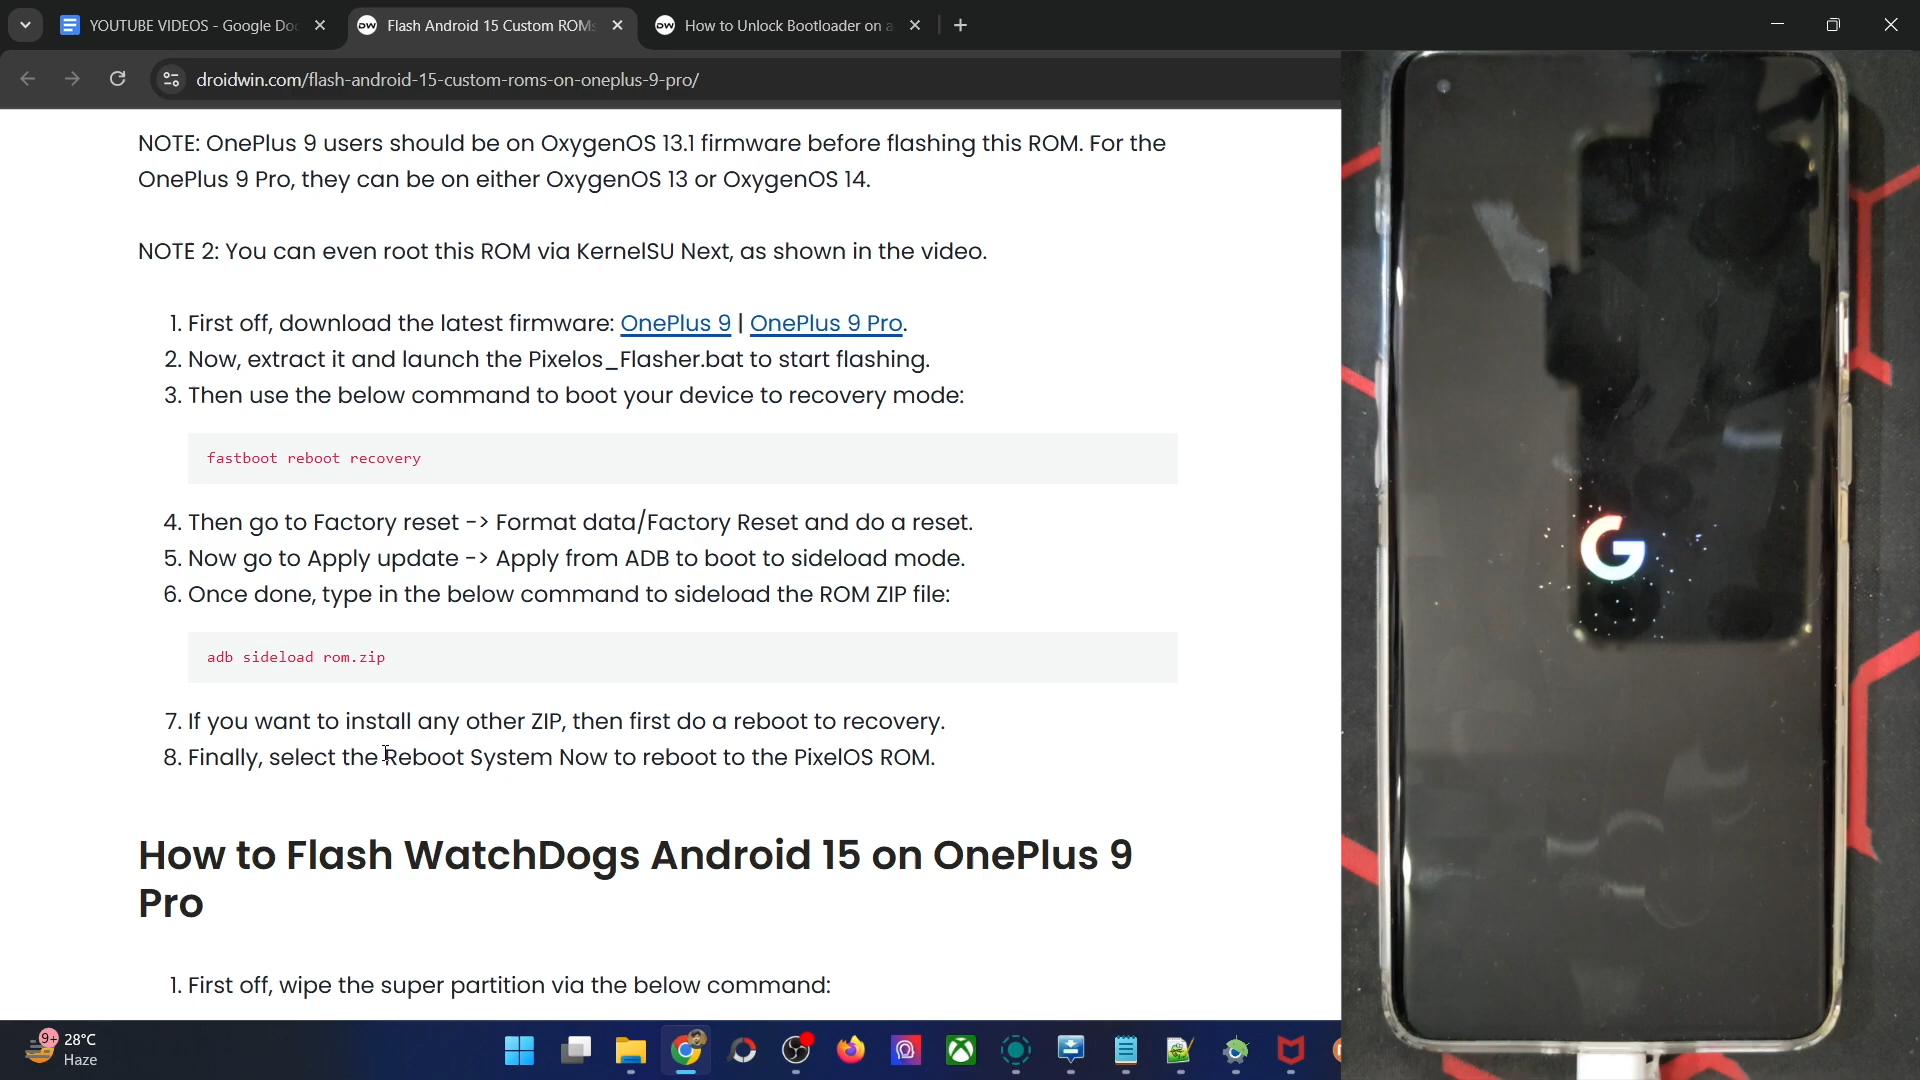 YOUTUBE VIDEOS - Google Do
Flash Android 15 Custom ROMs
How to Unlock Bootloader on a
droidwin.com/flash-android-15-custom-roms-on-oneplus-9-pro/
NOTE: OnePlus 9 users should be on OxygenOS 13.1 firmware before flashing this ROM. For the
OnePlus 9 Pro, they can be on either OxygenOS 13 or OxygenOS 14.
NOTE 2: You can even root this ROM via KernelSU Next, as shown in the video.
1. First off, download the latest firmware: OnePlus 9 | OnePlus 9 Pro.
2. Now, extract it and launch the Pixelos_Flasher.bat to start flashing.
3. Then use the below command to boot your device to recovery mode:
fastboot reboot recovery
4. Then go to Factory reset -> Format data/Factory Reset and do a reset.
5. Now go to Apply update -> Apply from ADB to boot to sideload mode.
6. Once done, type in the below command to sideload the ROM ZIP file:
adb sideload rom.zip
7. If you want to install any other ZIP, then first do a reboot to recovery.
8. Finally, select the Reboot System Now to reboot to the PixelOS ROM.
How to Flash WatchDogs Android 15 on OnePlus 9
Pro
1. First off, wipe the super partition via the below command:
9+
28°C
Haze
G